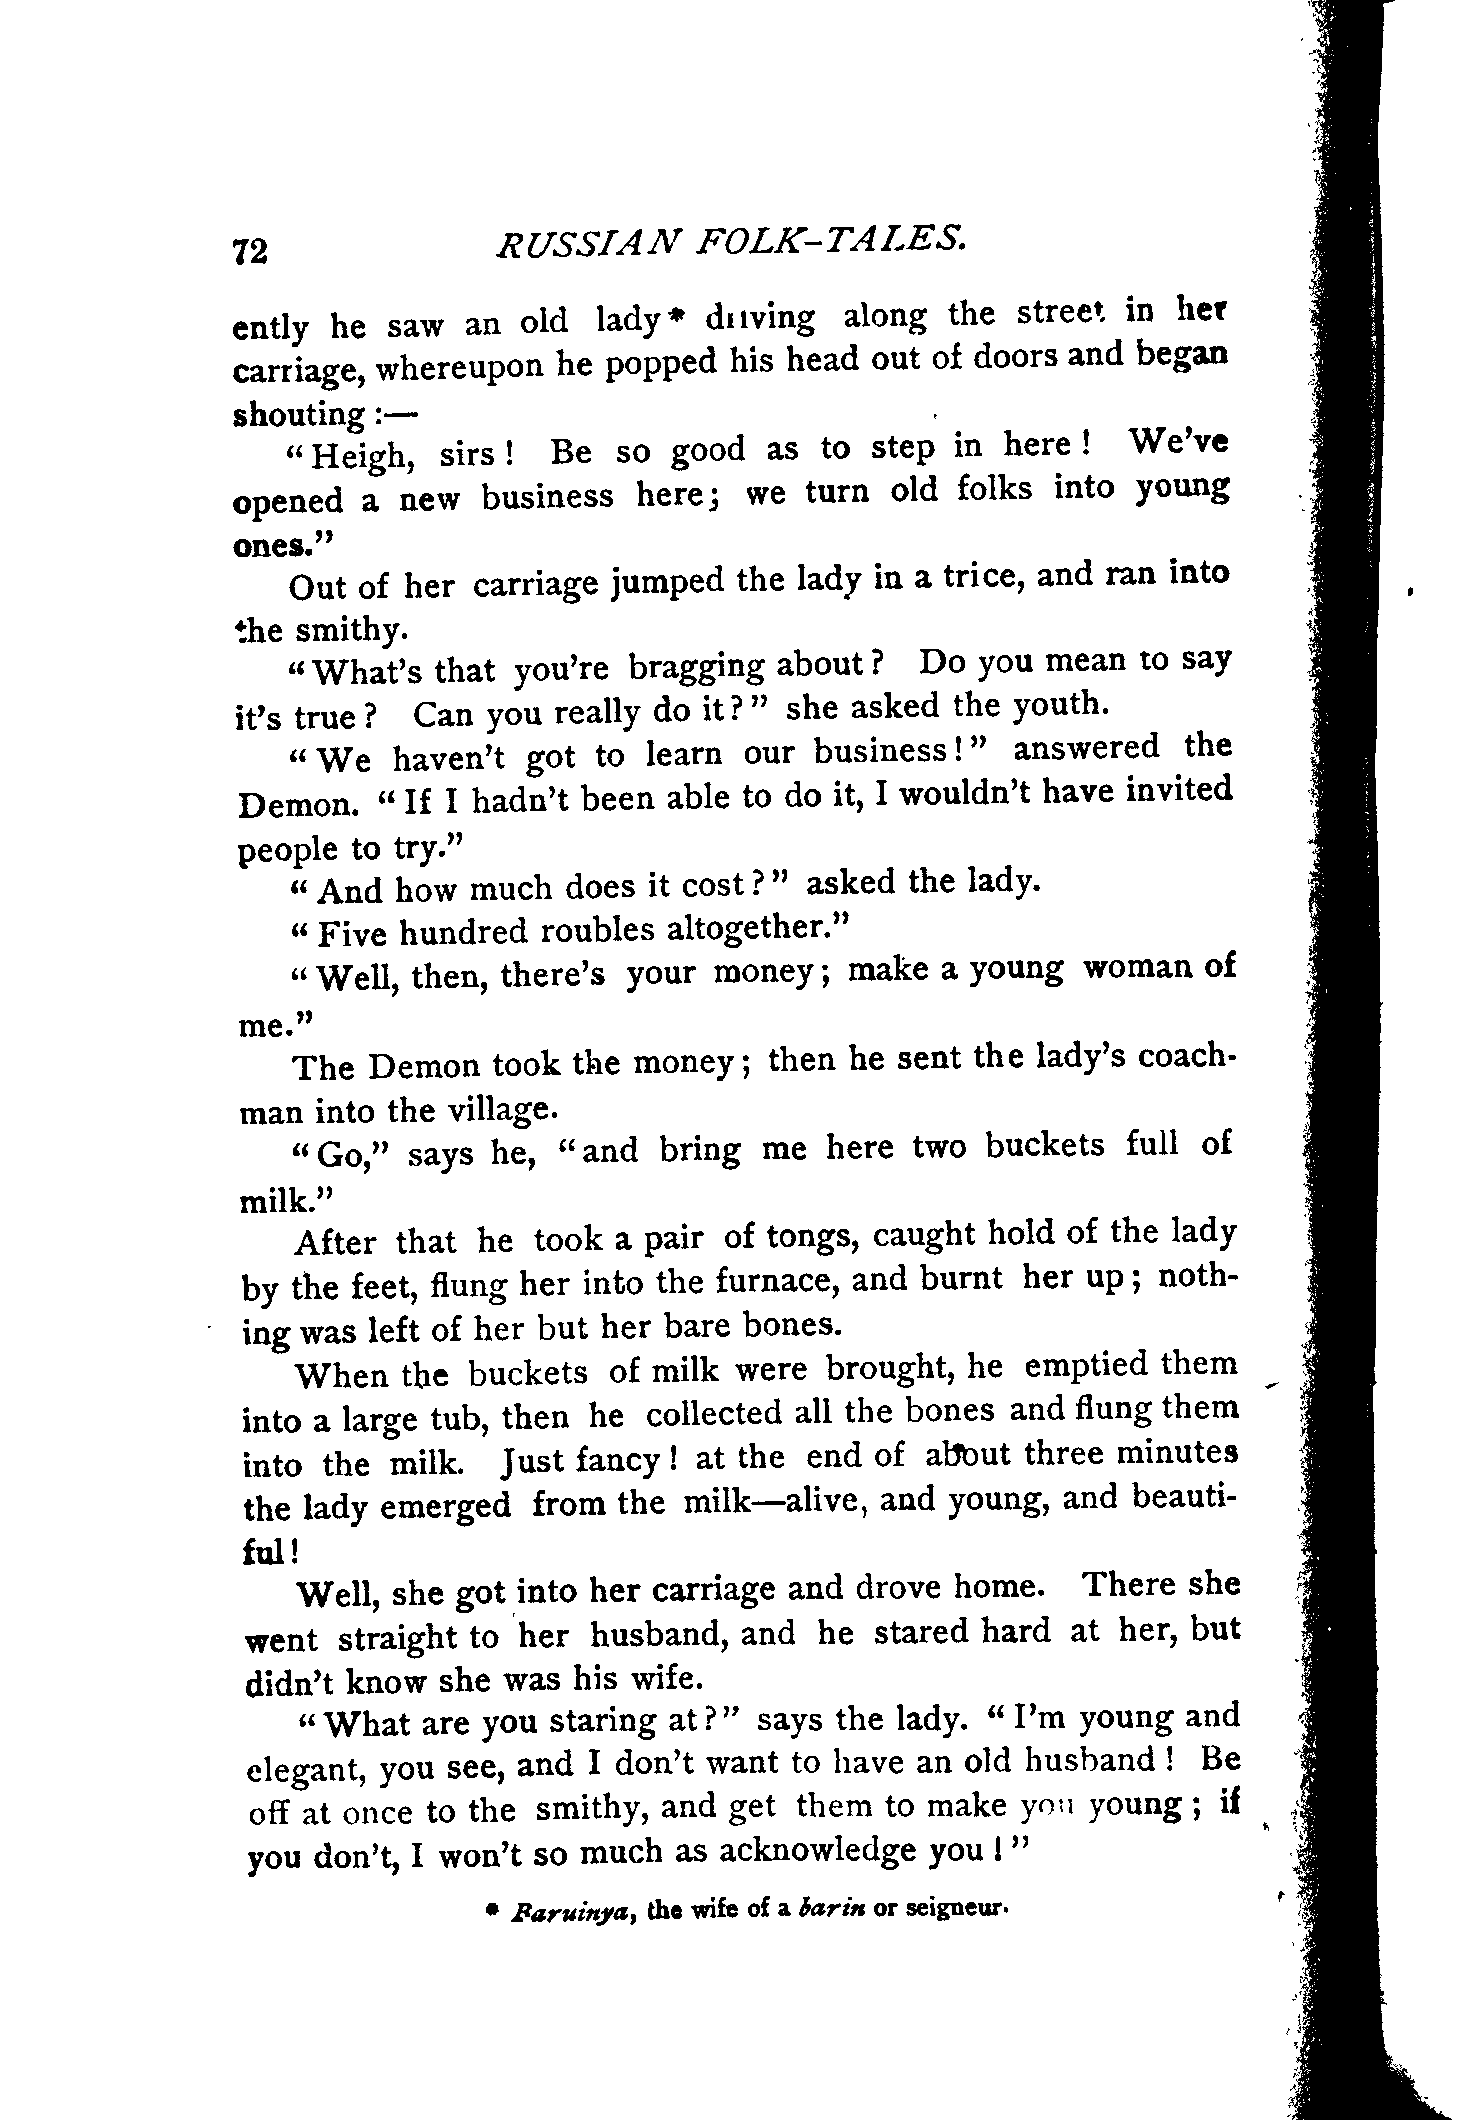 72 RUSSIAN FOLK-TALES.
ently he saw an old lady* driving along the street in her
carriage, whereupon he popped his head out of doors and began
shouting :—
“Heigh, sirs! Be so good as to step in here! We’ve
opened a new business here; we turn old folks into young
ones.”
Out of her carriage jumped the lady in a trice, and ran into
the smithy.
“What’s that you’re bragging about? Do you mean to say
it’s true? Can you really do it?” she asked the youth.
“We haven’t got to learn our business!” answered the
Demon. “If I hadn’t been able to do it, I wouldn’t have invited
people to try.”
“And how much does it cost?” asked the lady.
“Five hundred roubles altogether.”
“Well, then, there’s your money; make a young woman of
me.”
The Demon took the money; then he sent the lady’s coach-
man into the village.
“Go,” says he, “and bring me here two buckets full of
milk.”
After that he took a pair of tongs, caught hold of the lady
by the feet, flung her into the furnace, and burnt her up; noth-
ing was left of her but her bare bones.
When the buckets of milk were brought, he emptied them
into a large tub, then he collected all the bones and flung them
into the milk. Just fancy! at the end of about three minutes
the lady emerged from the milk—alive, and young, and beauti-
ful!
Well, she got into her carriage and drove home. There she
went straight to her husband, and he stared hard at her, but
didn’t know she was his wife.
“What are you staring at?” says the lady. “I’m young and
elegant, you see, and I don’t want to have an old husband! Be
off at once to the smithy, and get them to make you young; if
you don’t, I won’t so much as acknowledge you!”
* Baruinya, the wife of a barin or seigneur.